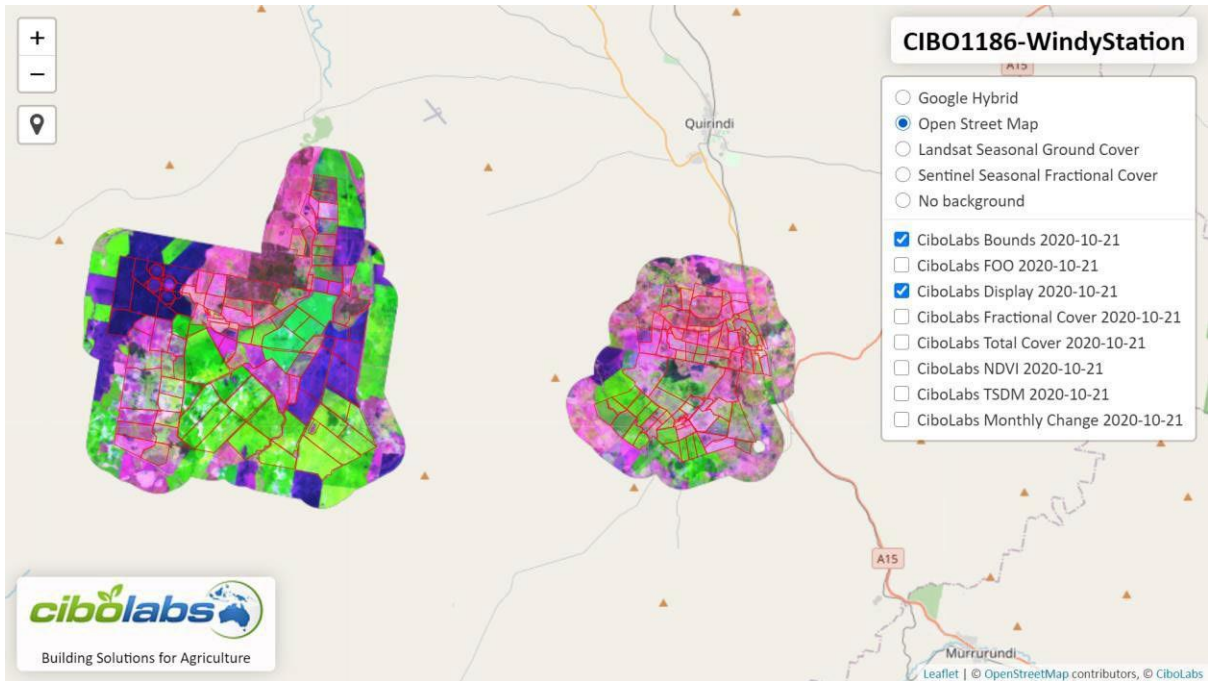 +
−
CIBO1186-WindyStation
A15
Google Hybrid
Open Street Map
Landsat Seasonal Ground Cover
Sentinel Seasonal Fractional Cover
No background
CiboLabs Bounds 2020-10-21
CiboLabs FOO 2020-10-21
CiboLabs Display 2020-10-21
CiboLabs Fractional Cover 2020-10-21
CiboLabs Total Cover 2020-10-21
CiboLabs NDVI 2020-10-21
CiboLabs TSDM 2020-10-21
CiboLabs Monthly Change 2020-10-21
Quirindi
A15
Murrurundi
cibolabs
Building Solutions for Agriculture
Leaflet | © OpenStreetMap contributors, © CiboLabs